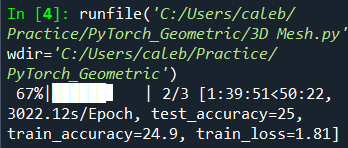 In [4]: runfile('C:/Users/caleb/
Practice/PyTorch_Geometric/3D Mesh.py'
wdir='C:/Users/caleb/Practice/
PyTorch_Geometric')
67%|██████▋   | 2/3 [1:39:51<50:22,
3022.12s/Epoch, test_accuracy=25,
train_accuracy=24.9, train_loss=1.81]